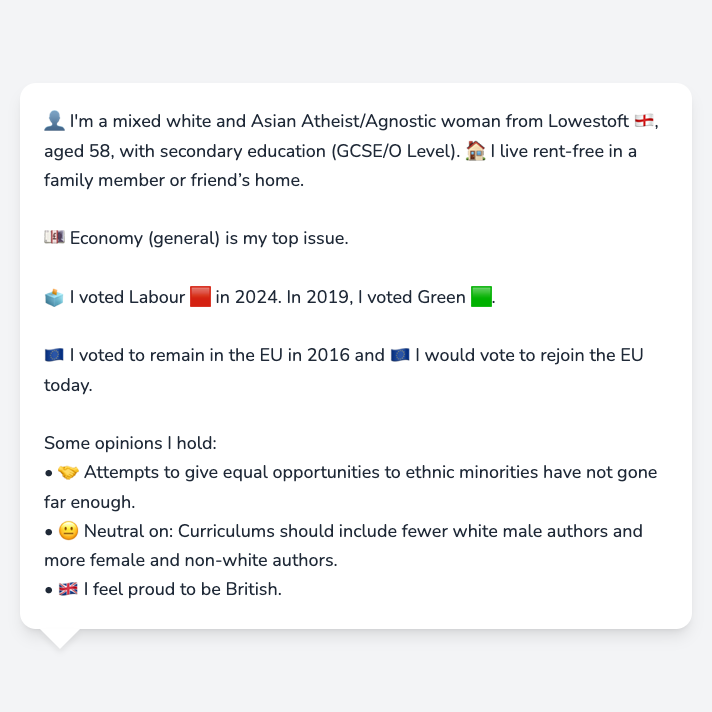 👤 I'm a mixed white and Asian Atheist/Agnostic woman from Lowestoft 🏴󠁧󠁢󠁥󠁮󠁧󠁿,
aged 58, with secondary education (GCSE/O Level). 🏠 I live rent-free in a
family member or friend’s home.
💷 Economy (general) is my top issue.
🗳️ I voted Labour 🟥 in 2024. In 2019, I voted Green 🟩.
🇪🇺 I voted to remain in the EU in 2016 and 🇪🇺 I would vote to rejoin the EU
today.
Some opinions I hold:
• 🤝 Attempts to give equal opportunities to ethnic minorities have not gone
far enough.
• 😐 Neutral on: Curriculums should include fewer white male authors and
more female and non-white authors.
• 🇬🇧 I feel proud to be British.